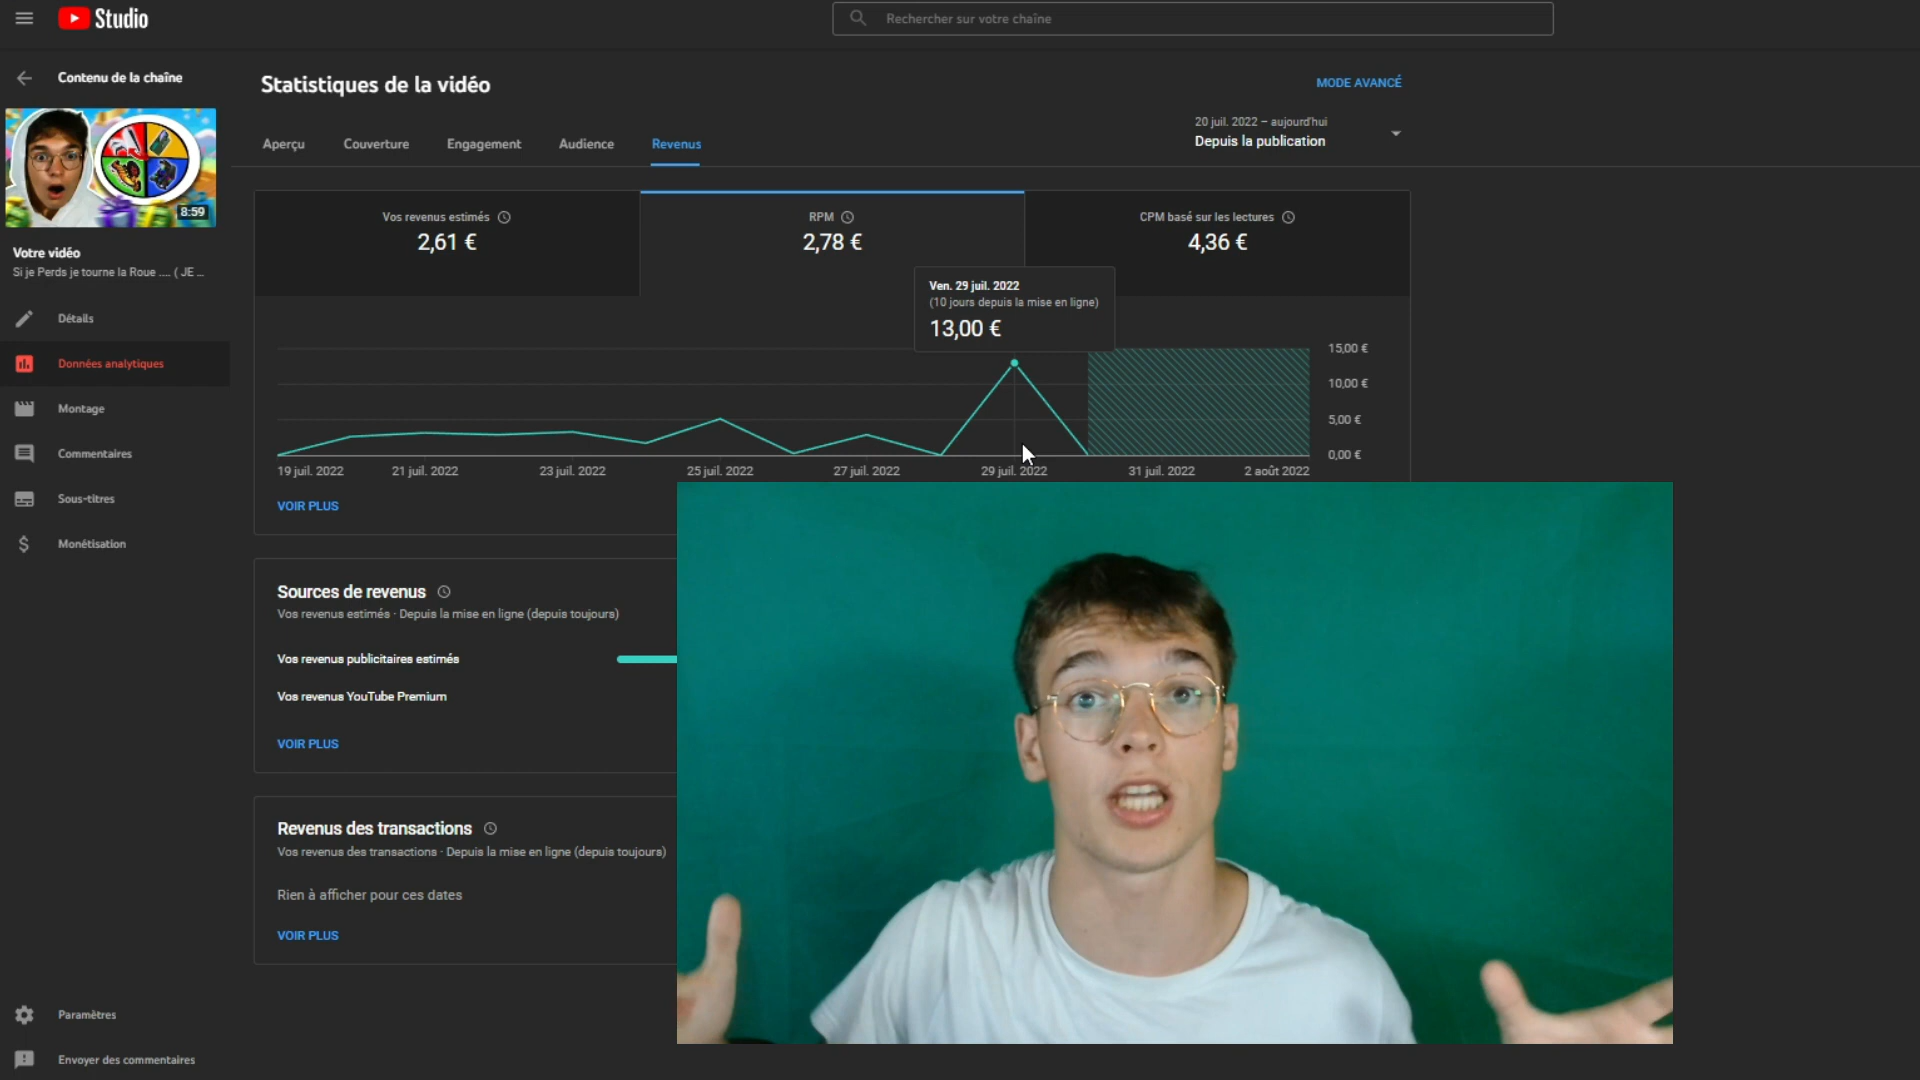 Studio
Rechercher sur votre chaîne
Contenu de la chaîne
8:59
Votre vidéo
Si je Perds je tourne la Roue .... ( JE ...
Détails
Données analytiques
Montage
Commentaires
Sous-titres
Monétisation
Paramètres
Envoyer des commentaires
Statistiques de la vidéo
MODE AVANCÉ
Aperçu
Couverture
Engagement
Audience
Revenus
20 juil. 2022 – aujourd'hui
Depuis la publication
Vos revenus estimés
2,61 €
RPM
2,78 €
CPM basé sur les lectures
4,36 €
Ven. 29 juil. 2022
(10 jours depuis la mise en ligne)
13,00 €
15,00 €
10,00 €
5,00 €
0,00 €
19 juil. 2022
21 juil. 2022
23 juil. 2022
25 juil. 2022
27 juil. 2022
29 juil. 2022
31 juil. 2022
2 août 2022
VOIR PLUS
Sources de revenus
Vos revenus estimés · Depuis la mise en ligne (depuis toujours)
Vos revenus publicitaires estimés
Vos revenus YouTube Premium
VOIR PLUS
Revenus des transactions
Vos revenus des transactions · Depuis la mise en ligne (depuis toujours)
Rien à afficher pour ces dates
VOIR PLUS